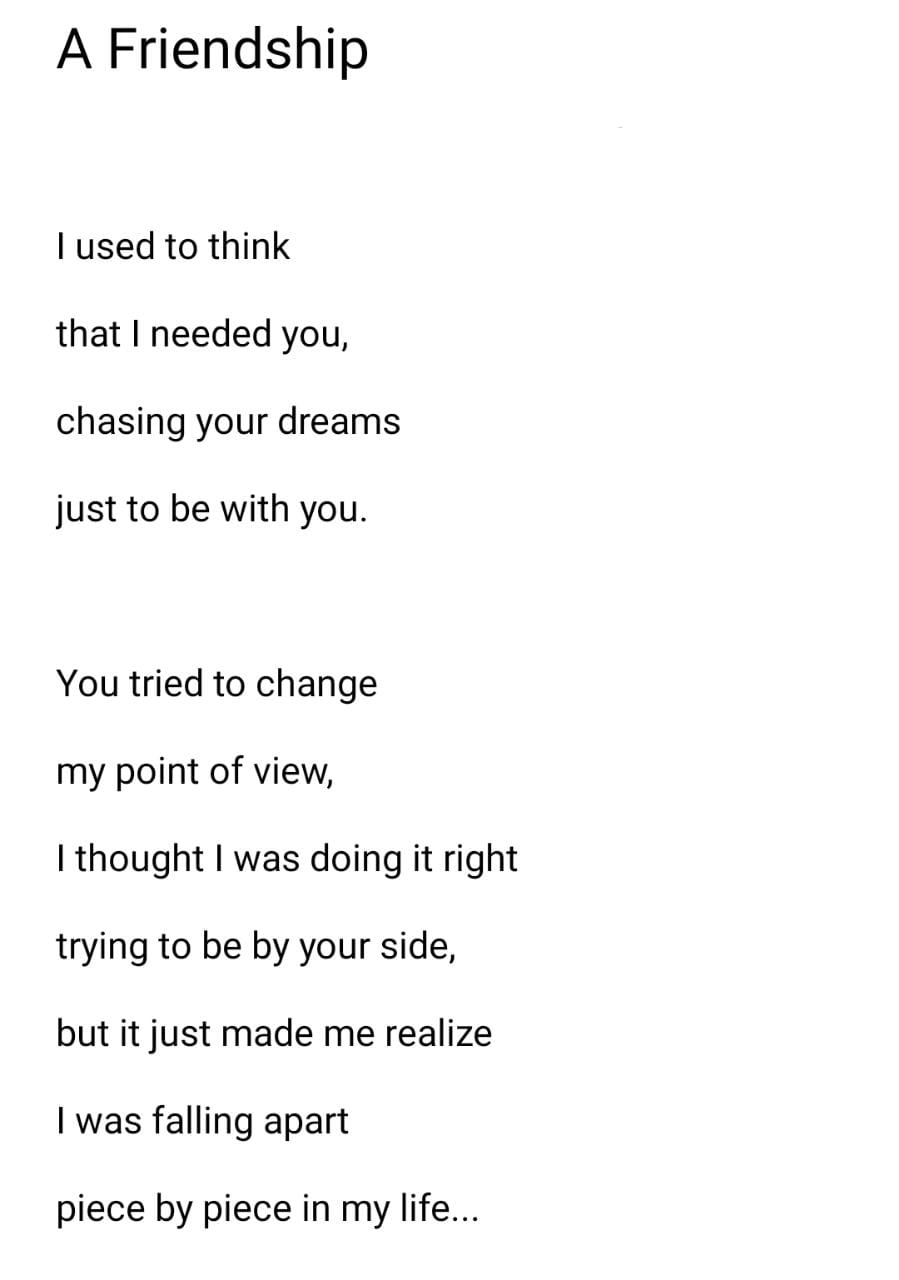 A Friendship
I used to think
that I needed you,
chasing your dreams
just to be with you.
You tried to change
my point of view,
I thought I was doing it right
trying to be by your side,
but it just made me realize
I was falling apart
piece by piece in my life...